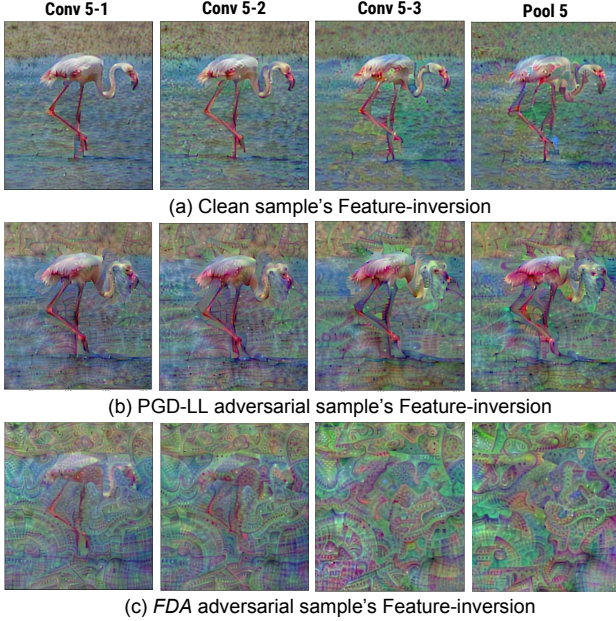 Conv 5-1 Conv 5-2 Conv 5-3 Pool 5
(a) Clean sample's Feature-inversion
(b) PGD-LL adversarial sample's Feature-inversion
(c) FDA adversarial sample's Feature-inversion